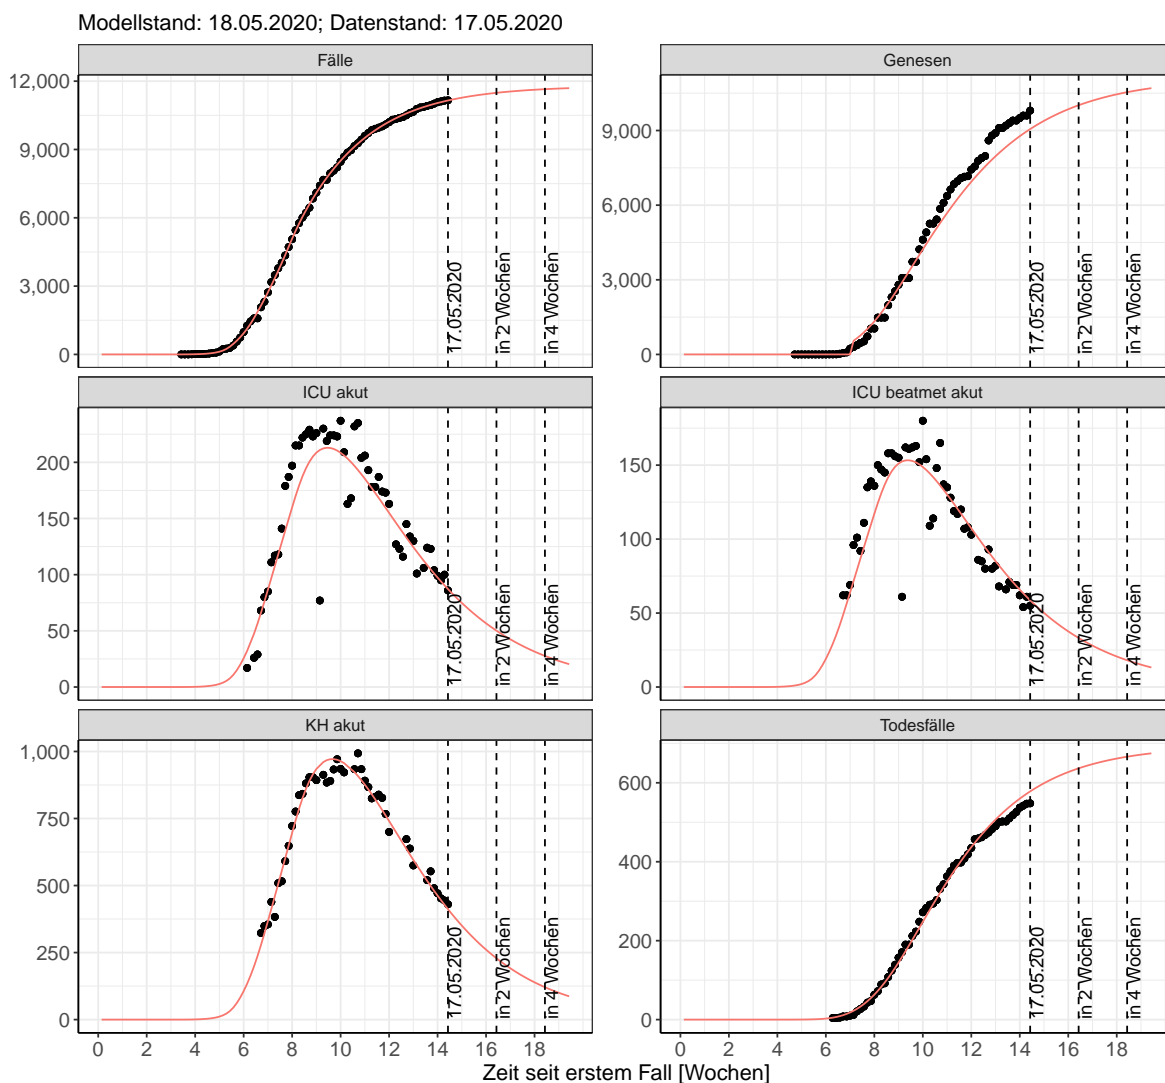 Modellstand: 18.05.2020; Datenstand: 17.05.2020
Fälle
12,000
9,000
6,000
3,000
0
17.05.2020
in 2 Wochen
in 4 Wochen
Genesen
9,000
6,000
3,000
0
17.05.2020
in 2 Wochen
in 4 Wochen
ICU akut
200
150
100
50
0
17.05.2020
in 2 Wochen
in 4 Wochen
ICU beatmet akut
150
100
50
0
17.05.2020
in 2 Wochen
in 4 Wochen
KH akut
1,000
750
500
250
0
17.05.2020
in 2 Wochen
in 4 Wochen
0 2 4 6 8 10 12 14 16 18
Todesfälle
600
400
200
0
17.05.2020
in 2 Wochen
in 4 Wochen
0 2 4 6 8 10 12 14 16 18
Zeit seit erstem Fall [Wochen]